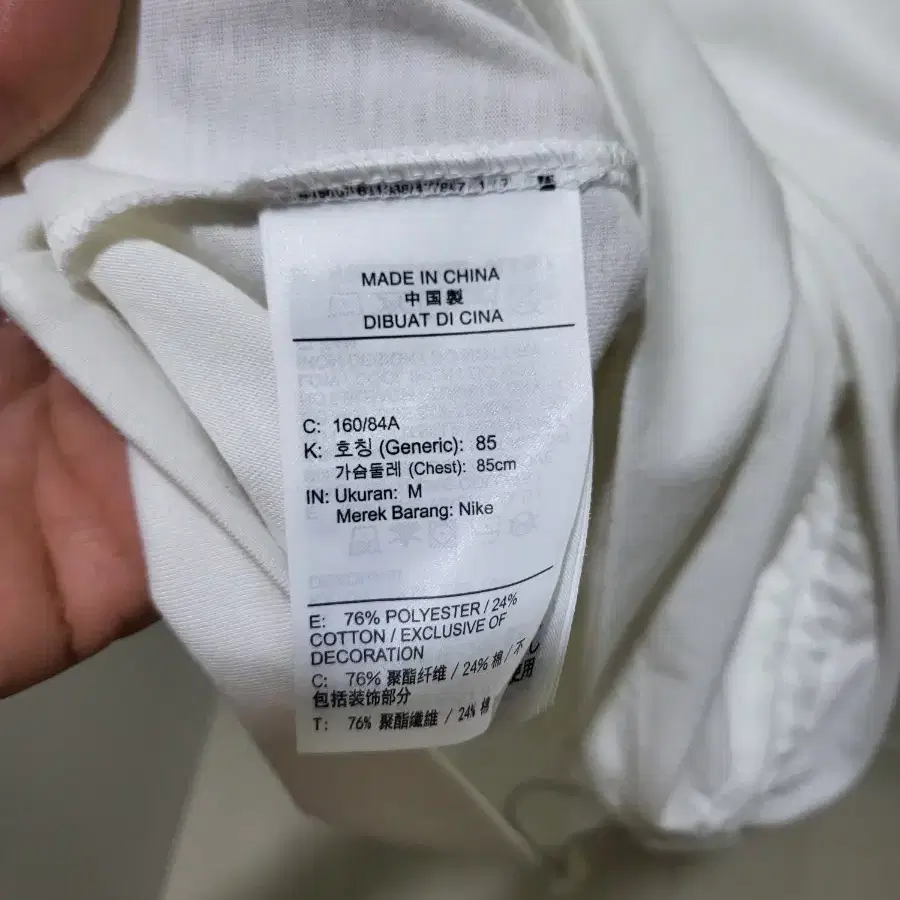 MADE IN CHINA
中国製
DIBUAT DI CINA
C: 160/84A
K: 호칭 (Generic): 85
가슴둘레 (Chest): 85cm
IN: Ukuran: M
Merek Barang: Nike
E: 76% POLYESTER / 24%
COTTON / EXCLUSIVE OF
DECORATION
C: 76% 聚酯纤维 / 24% 棉 / 不
包括装饰部分
T: 76% 聚酯纖維 / 24% 棉